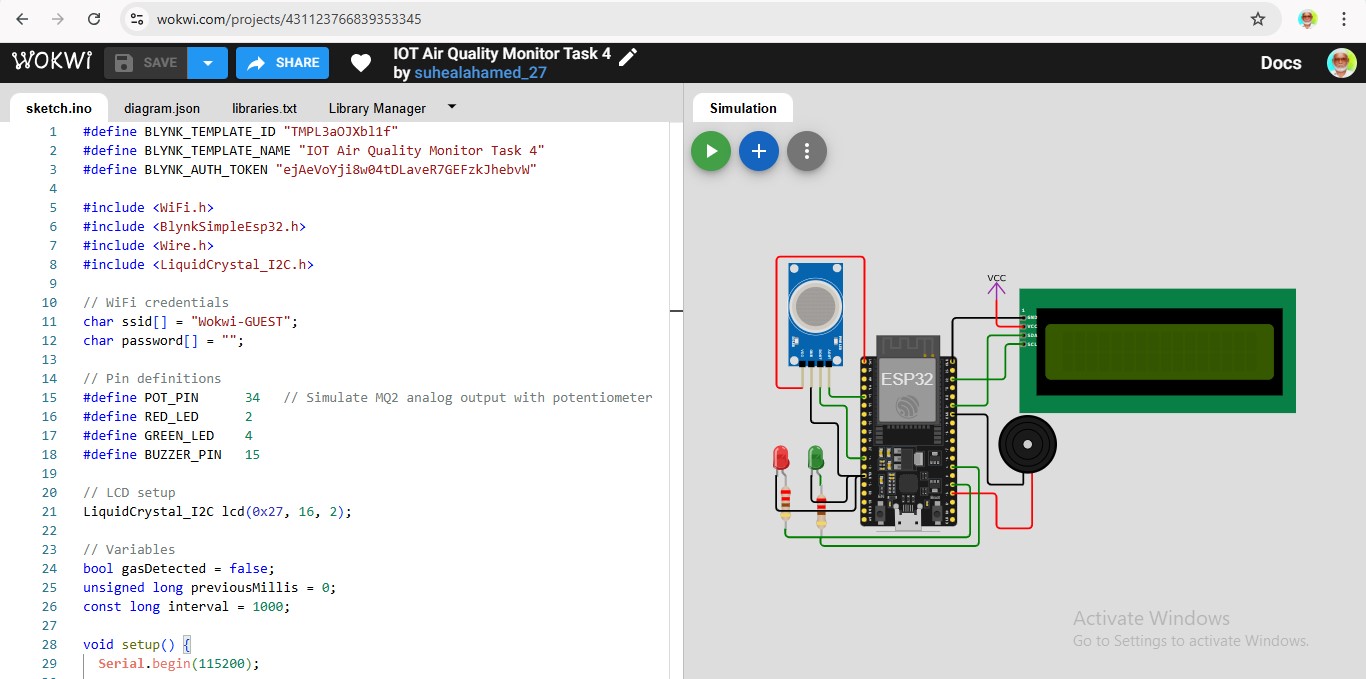 wokwi.com/projects/431123766839353345
WOKWI
SAVE
SHARE
IOT Air Quality Monitor Task 4
by suhealahamed_27
Docs
sketch.ino
diagram.json
libraries.txt
Library Manager
1 #define BLYNK_TEMPLATE_ID "TMPL3aOJXbl1f"
2 #define BLYNK_TEMPLATE_NAME "IOT Air Quality Monitor Task 4"
3 #define BLYNK_AUTH_TOKEN "ejAeVoYji8w04tDLaveR7GEFzkJhebvW"
4
5 #include <WiFi.h>
6 #include <BlynkSimpleEsp32.h>
7 #include <Wire.h>
8 #include <LiquidCrystal_I2C.h>
9
10 // WiFi credentials
11 char ssid[] = "Wokwi-GUEST";
12 char password[] = "";
13
14 // Pin definitions
15 #define POT_PIN 34 // Simulate MQ2 analog output with potentiometer
16 #define RED_LED 2
17 #define GREEN_LED 4
18 #define BUZZER_PIN 15
19
20 // LCD setup
21 LiquidCrystal_I2C lcd(0x27, 16, 2);
22
23 // Variables
24 bool gasDetected = false;
25 unsigned long previousMillis = 0;
26 const long interval = 1000;
27
28 void setup() {
29 Serial.begin(115200);
Simulation
VCC
1
GND
VCC
SDA
SCL
ESP32
Activate Windows
Go to Settings to activate Windows.